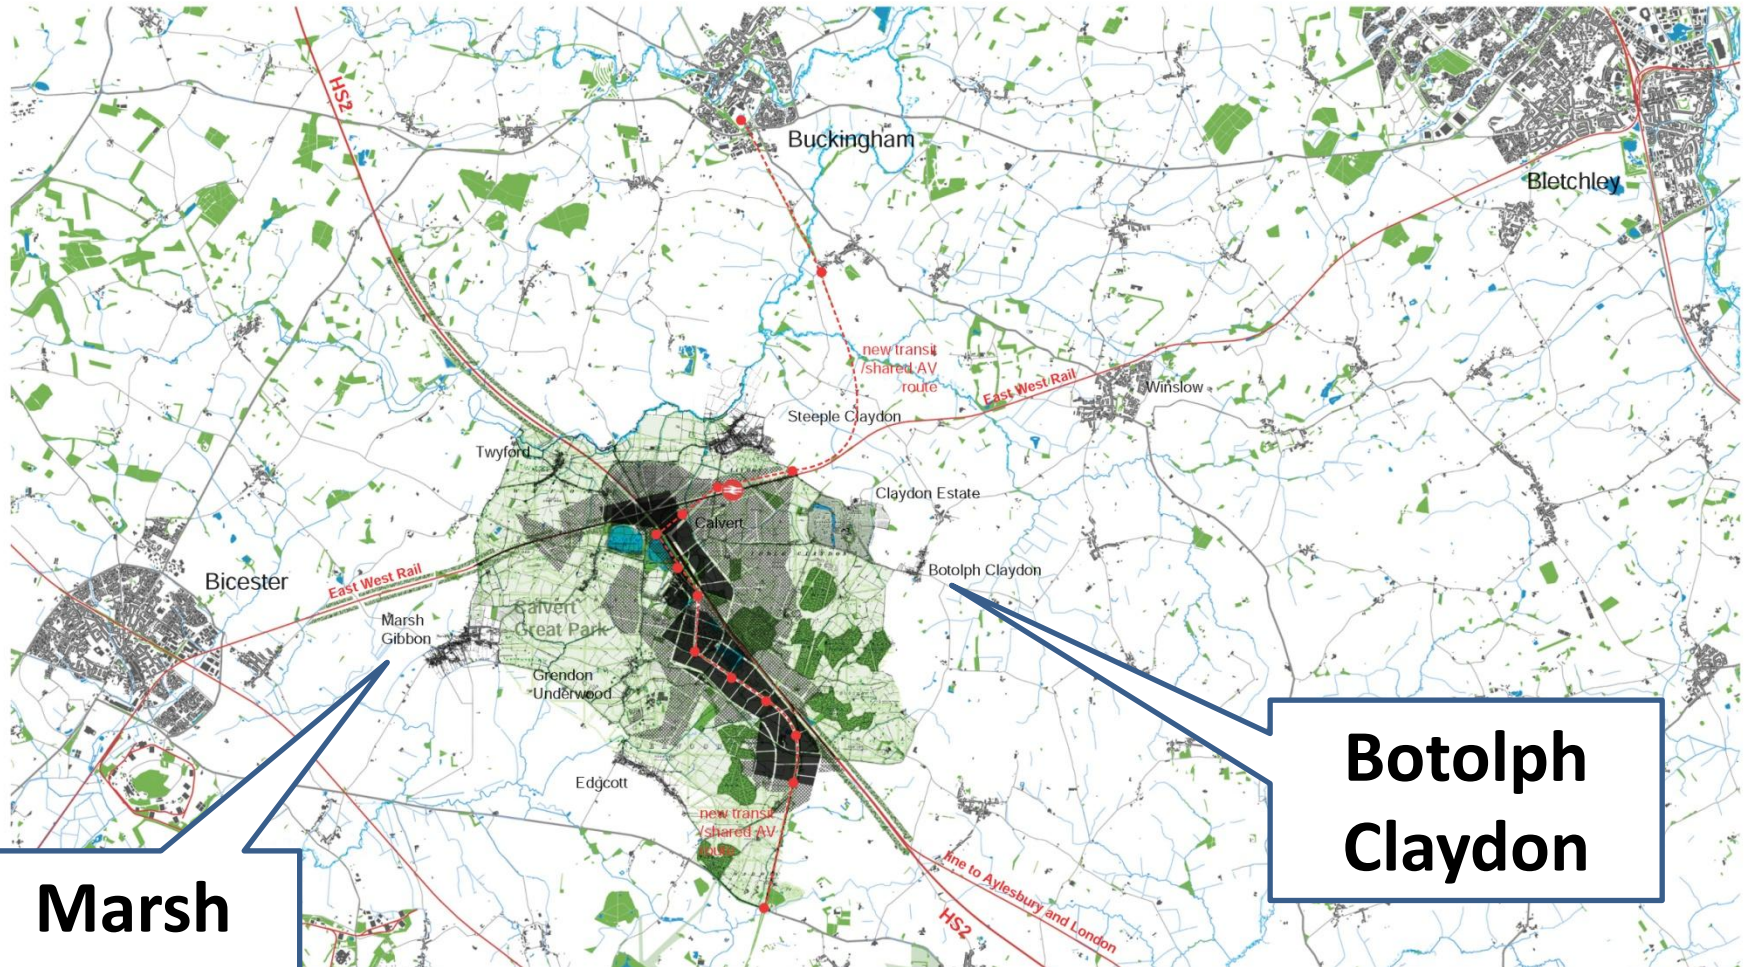 HS2
Buckingham
Bletchley
new transit
/shared AV
route
East West Rail
Winslow
Steeple Claydon
Twyford
Claydon Estate
Calvert
Botolph Claydon
Bicester
East West Rail
Marsh
Gibbon
Calvert
Great Park
Grendon
Underwood
Edgcott
new transit
/shared AV
route
line to Aylesbury and London
HS2
Botolph
Claydon
Marsh